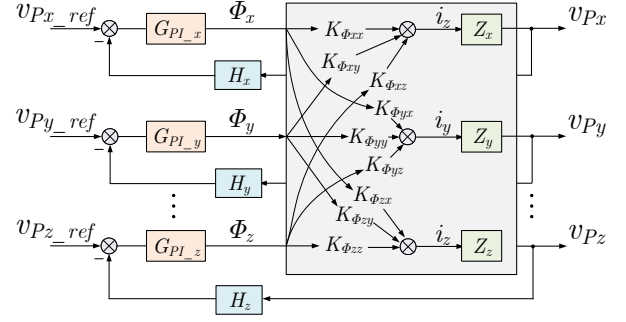 v_{Px_ref} G_{PI_x} Φ_x K_{Φxx} i_z Z_x v_{Px}
H_x K_{Φxy} K_{Φxz}
K_{Φyx}
v_{Py_ref} G_{PI_y} Φ_y K_{Φyy} i_y Z_y v_{Py}
H_y K_{Φyz}
K_{Φzx}
K_{Φzy}
v_{Pz_ref} G_{PI_z} Φ_z K_{Φzz} i_z Z_z v_{Pz}
H_z